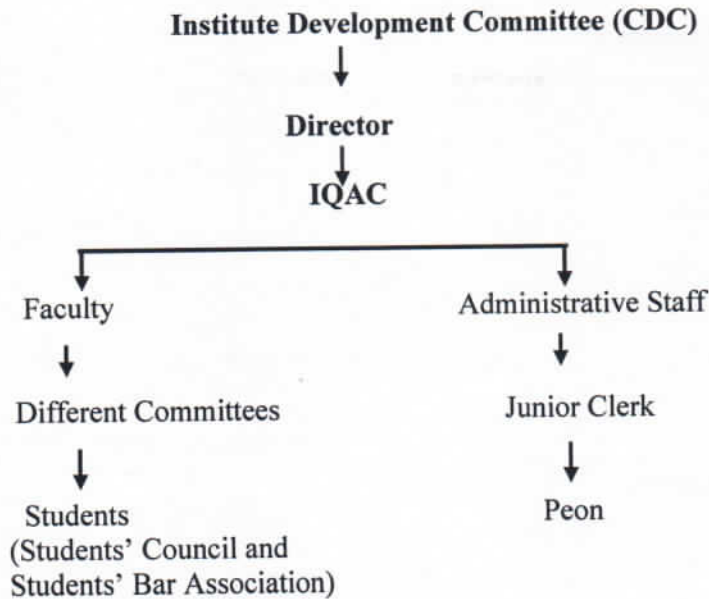 Institute Development Committee (CDC)
Director
IQAC
Faculty
Administrative Staff
Different Committees
Junior Clerk
Students
(Students’ Council and
Students’ Bar Association)
Peon